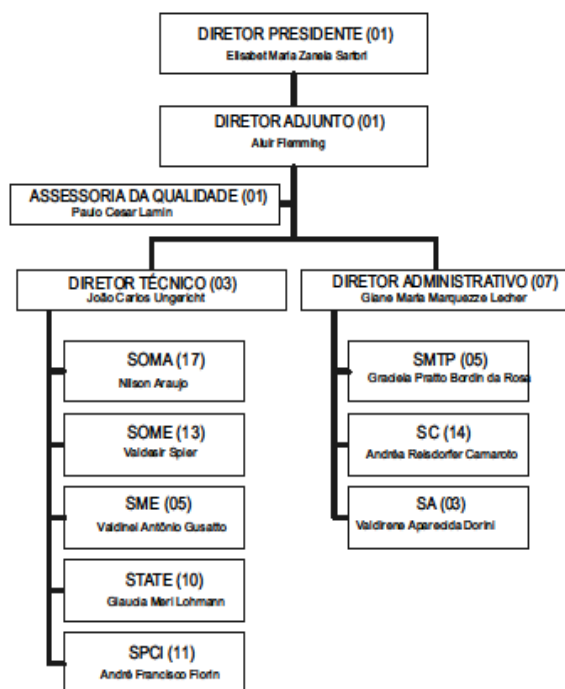 DIRETOR PRESIDENTE (01)
Elisabet Maria Zanela Sartori
DIRETOR ADJUNTO (01)
Aluir Flemming
ASSESSORIA DA QUALIDADE (01)
Paulo Cesar Lamin
DIRETOR TÉCNICO (03)
João Carlos Ungericht
DIRETOR ADMINISTRATIVO (07)
Giane Maria Marquezze Lecher
SOMA (17)
Nilson Araujo
SOME (13)
Valdesir Spier
SME (05)
Valdinei Antônio Gusatto
STATE (10)
Glaucia Meri Lohmann
SPCI (11)
André Francisco Florin
SMTP (05)
Graciela Pratto Bordin da Rosa
SC (14)
Andréa Reisdorfer Camaroto
SA (03)
Valdirene Aparecida Dorini